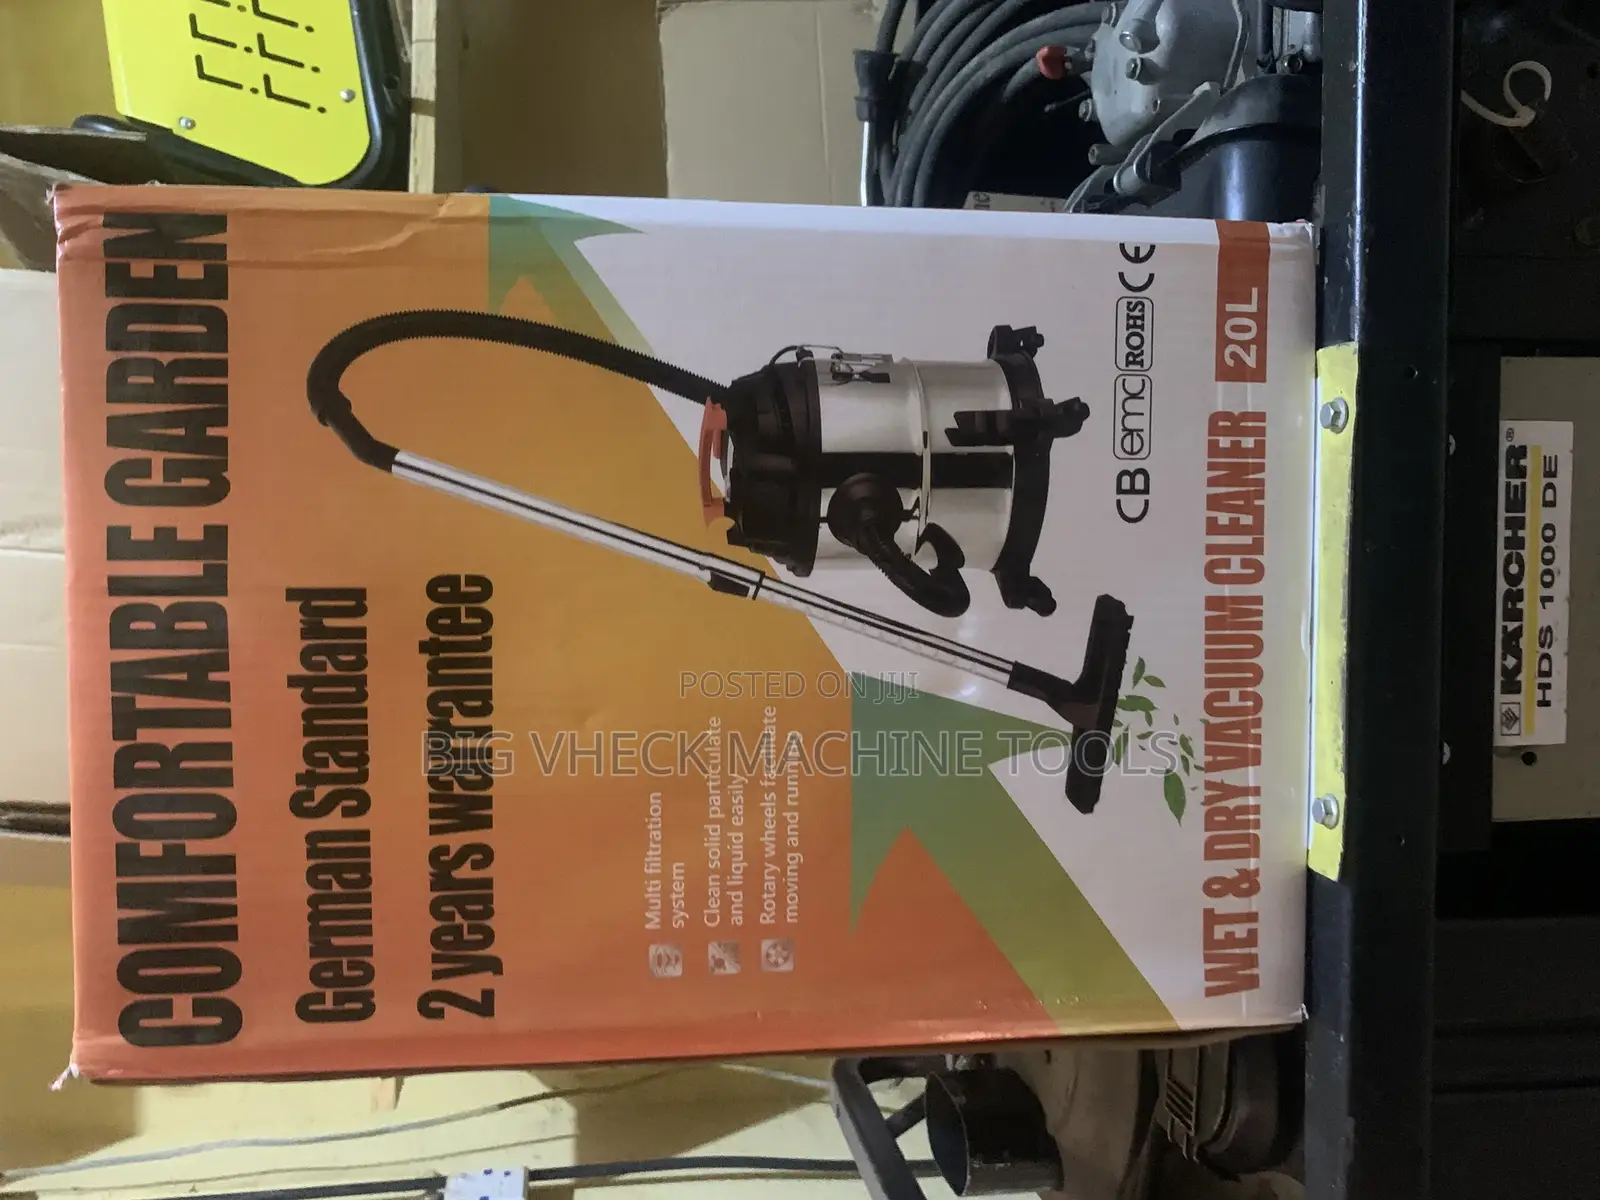 COMFORTABLE GARDEN
German Standard
2 years warrantee
Multi filtration
system
Clean solid particulate
and liquid easily
Rotary wheels facilitate
moving and running
CB emc ROHS CE
WET & DRY VACUUM CLEANER 20L
KÄRCHER®
HDS 1000 DE
POSTED ON JIJI
BIG VHECK MACHINE TOOLS